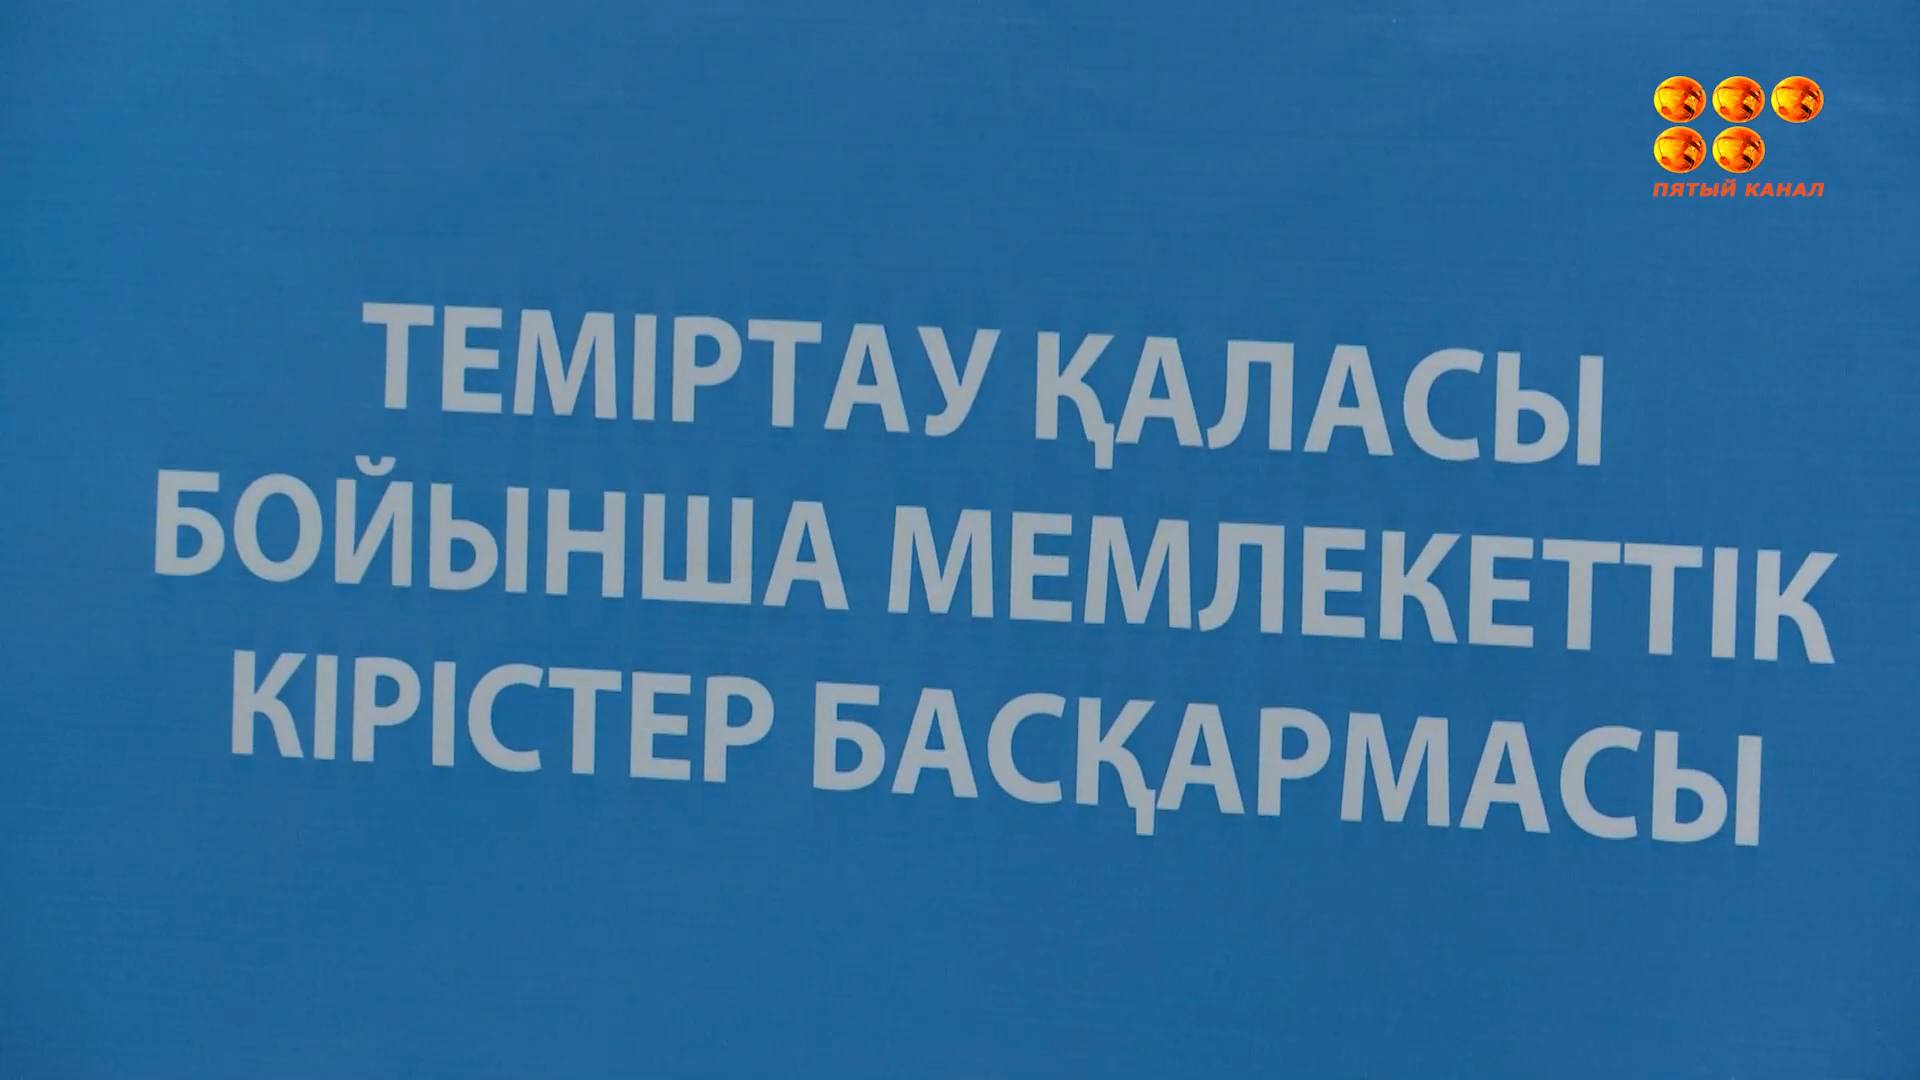 ПЯТЫЙ КАНАЛ
ТЕМІРТАУ ҚАЛАСЫ
БОЙЫНША МЕМЛЕКЕТТІК
КІРІСТЕР БАСҚАРМАСЫ